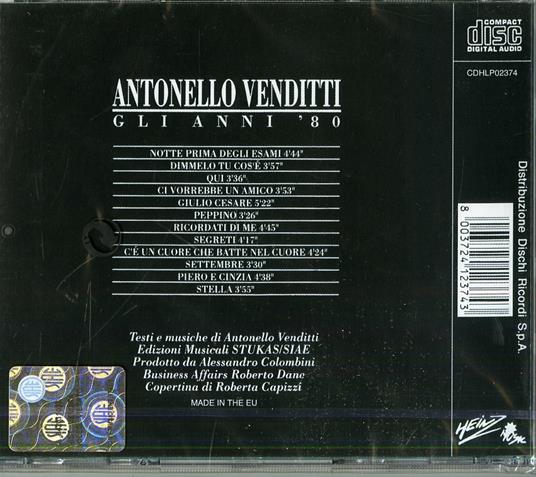 COMPACT
disc
DIGITAL AUDIO
CDHLP02374
ANTONELLO VENDITTI
GLI ANNI '80
NOTTE PRIMA DEGLI ESAMI 4'44"
DIMMELO TU COS'È 3'57"
QUI 3'36"
CI VORREBBE UN AMICO 3'53"
GIULIO CESARE 5'22"
PEPPINO 3'26"
RICORDATI DI ME 4'45"
SEGRETI 4'17"
C'È UN CUORE CHE BATTE NEL CUORE 4'24"
SETTEMBRE 3'30"
PIERO E CINZIA 4'38"
STELLA 3'55"
Testi e musiche di Antonello Venditti
Edizioni Musicali STUKAS/SIAE
Prodotto da Alessandro Colombini
Business Affairs Roberto Dane
Copertina di Roberta Capizzi
MADE IN THE EU
8 003724 123743
Distribuzione Dischi Ricordi S.p.A.
HEINZ
MUSIC